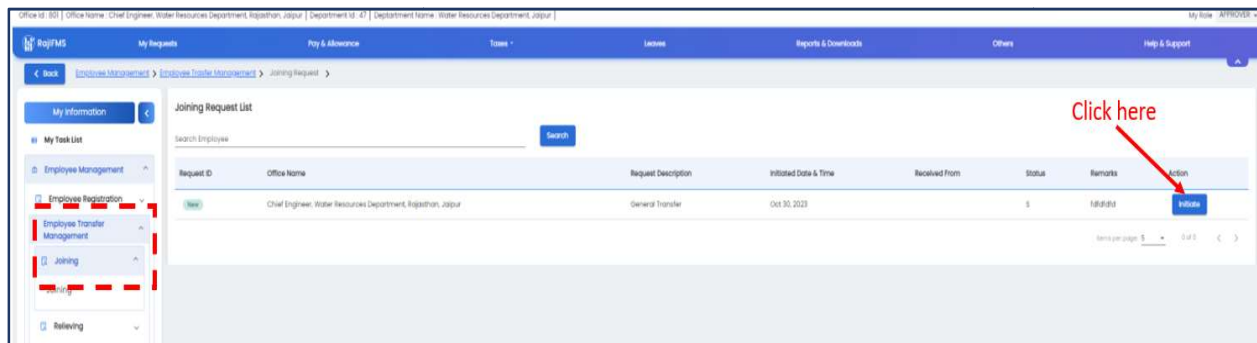 Office Id : 801 | Office Name : Chief Engineer, Water Resources Department, Rajasthan, Jaipur | Department Id : 47 | Deptartment Name : Water Resources Department, Jaipur |
My Role APPROVER
RajIFMS My Requests Pay & Allowance Taxes Leaves Reports & Downloads Others Help & Support
< Back Employee Management > Employee Trasfer Management > Joining Request >
My Information <
Joining Request List
Click here
My Task List
Search Employee Search
Employee Management
Request ID Office Name Request Description Initiated Date & Time Received From Status Remarks Action
Employee Registration
New Chief Engineer, Water Resources Department, Rajasthan, Jaipur General Transfer Oct 30, 2023 S fdfdfdfd Initiate
Employee Transfer
Management
Items per page: 5 0 of 0 < >
Joining
Joining
Relieving